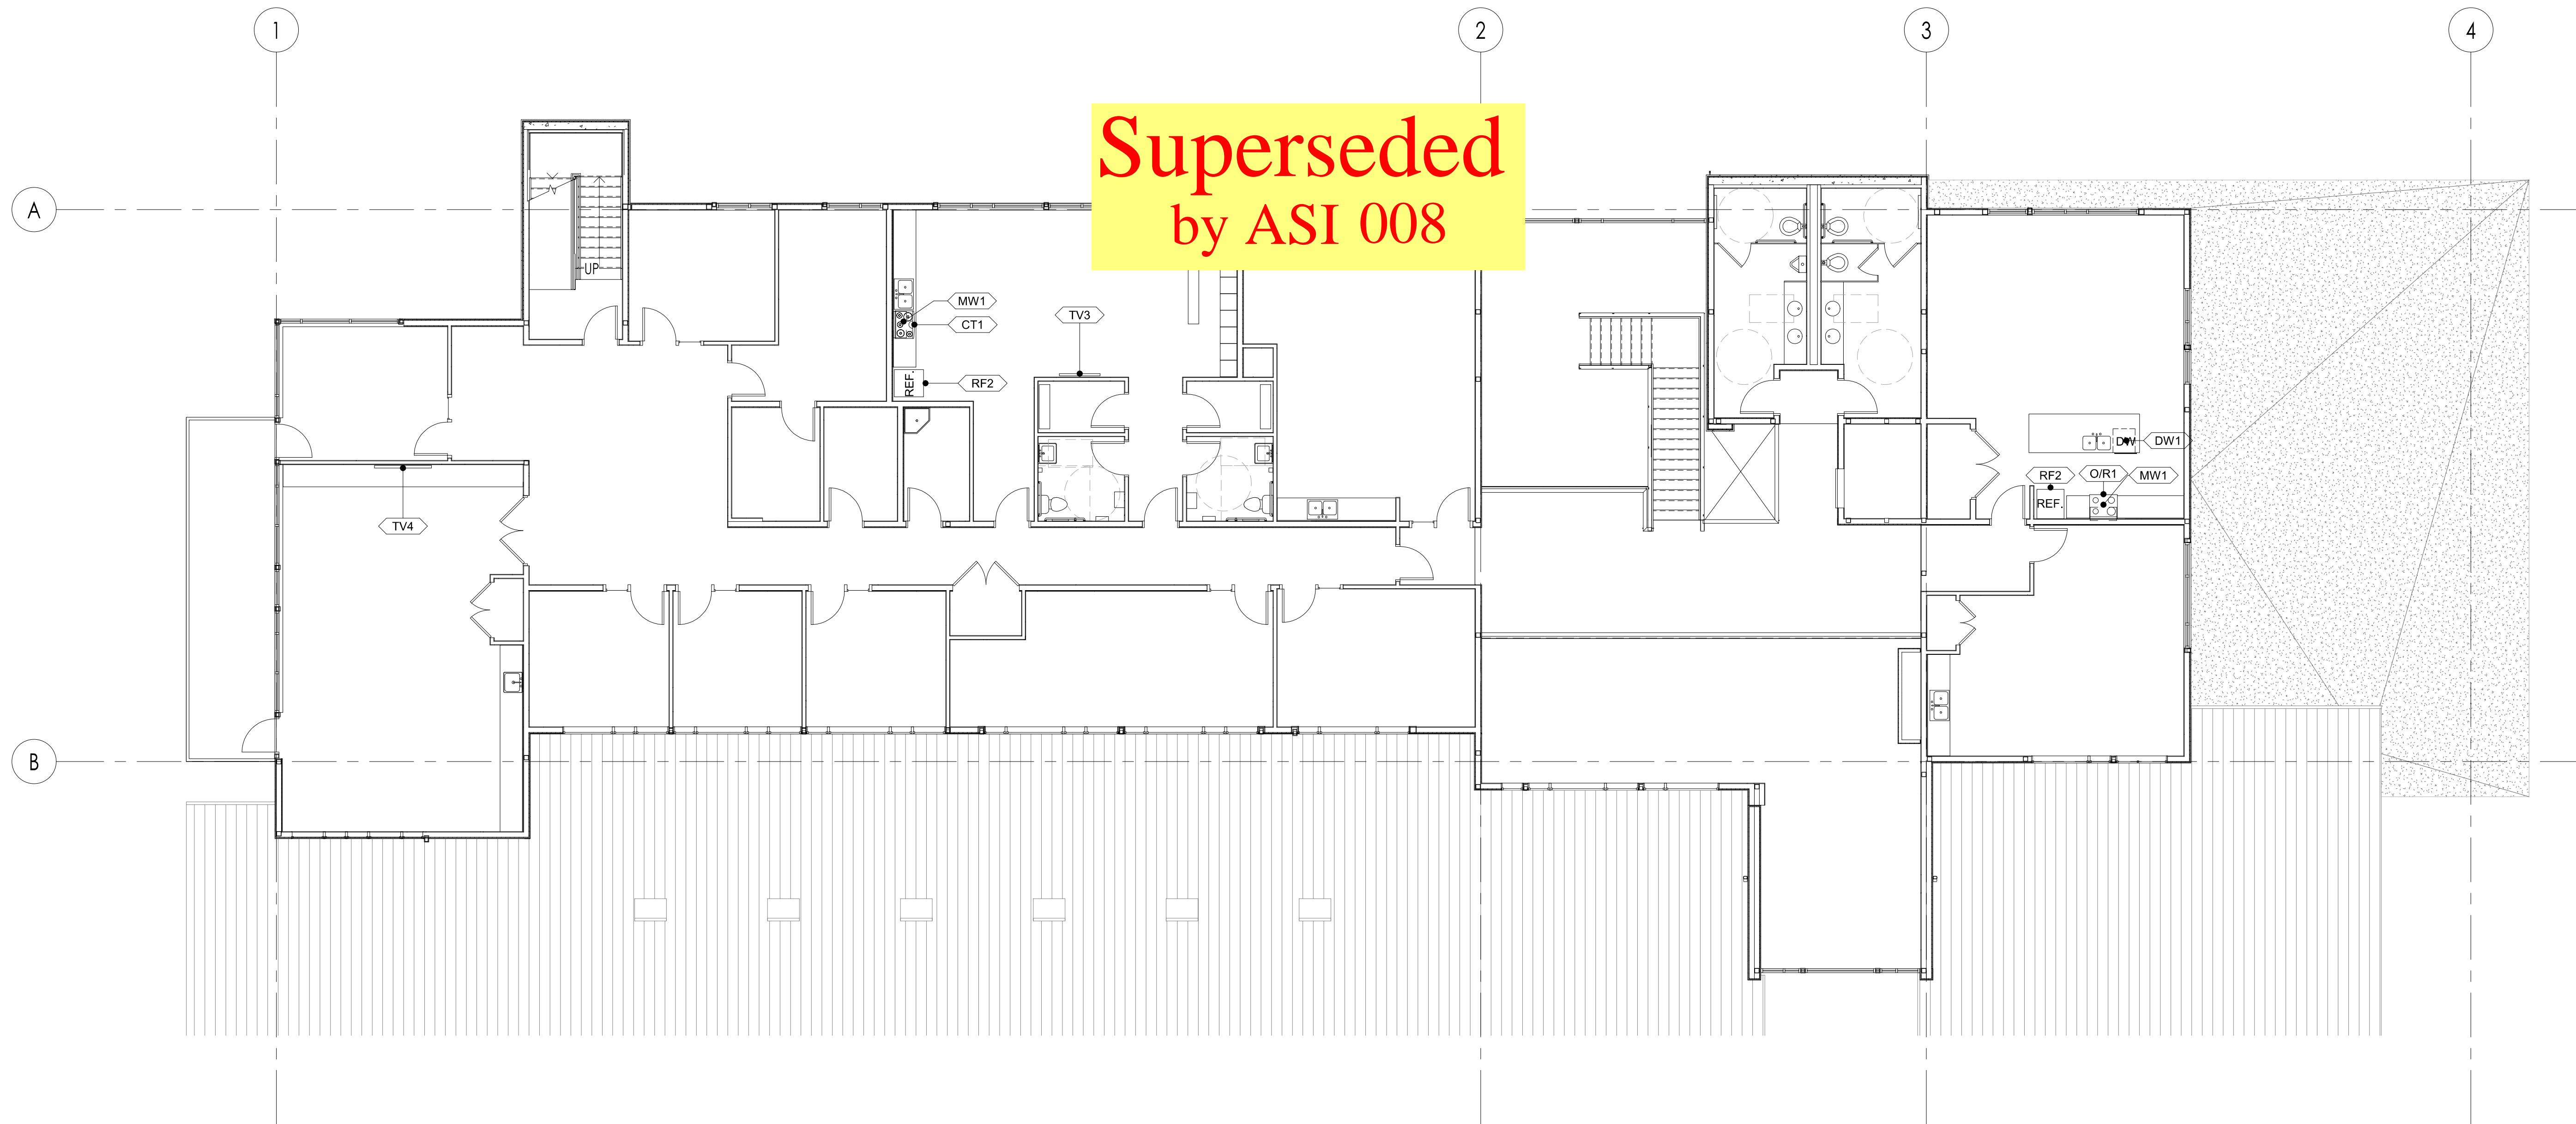 1
2
3
4
Superseded
by ASI 008
A
UP
MW1
CT1
TV3
REF.
RF2
DW
DW1
TV4
RF2
O/R1
MW1
REF.
B